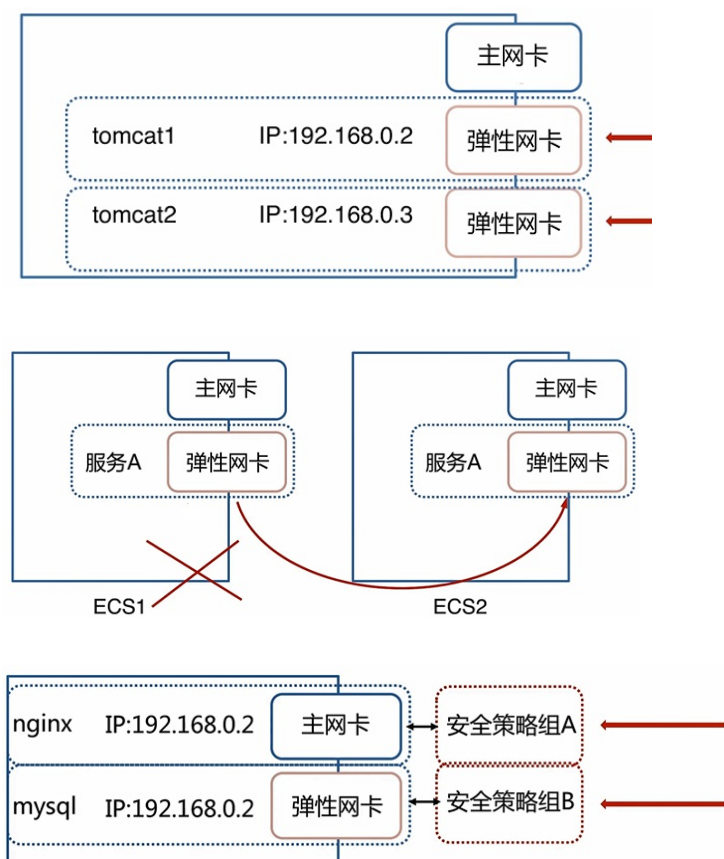 主网卡
tomcat1 IP:192.168.0.2 弹性网卡
tomcat2 IP:192.168.0.3 弹性网卡
主网卡 主网卡
服务A 弹性网卡 服务A 弹性网卡
ECS1 ECS2
nginx IP:192.168.0.2 主网卡 安全策略组A
mysql IP:192.168.0.2 弹性网卡 安全策略组B